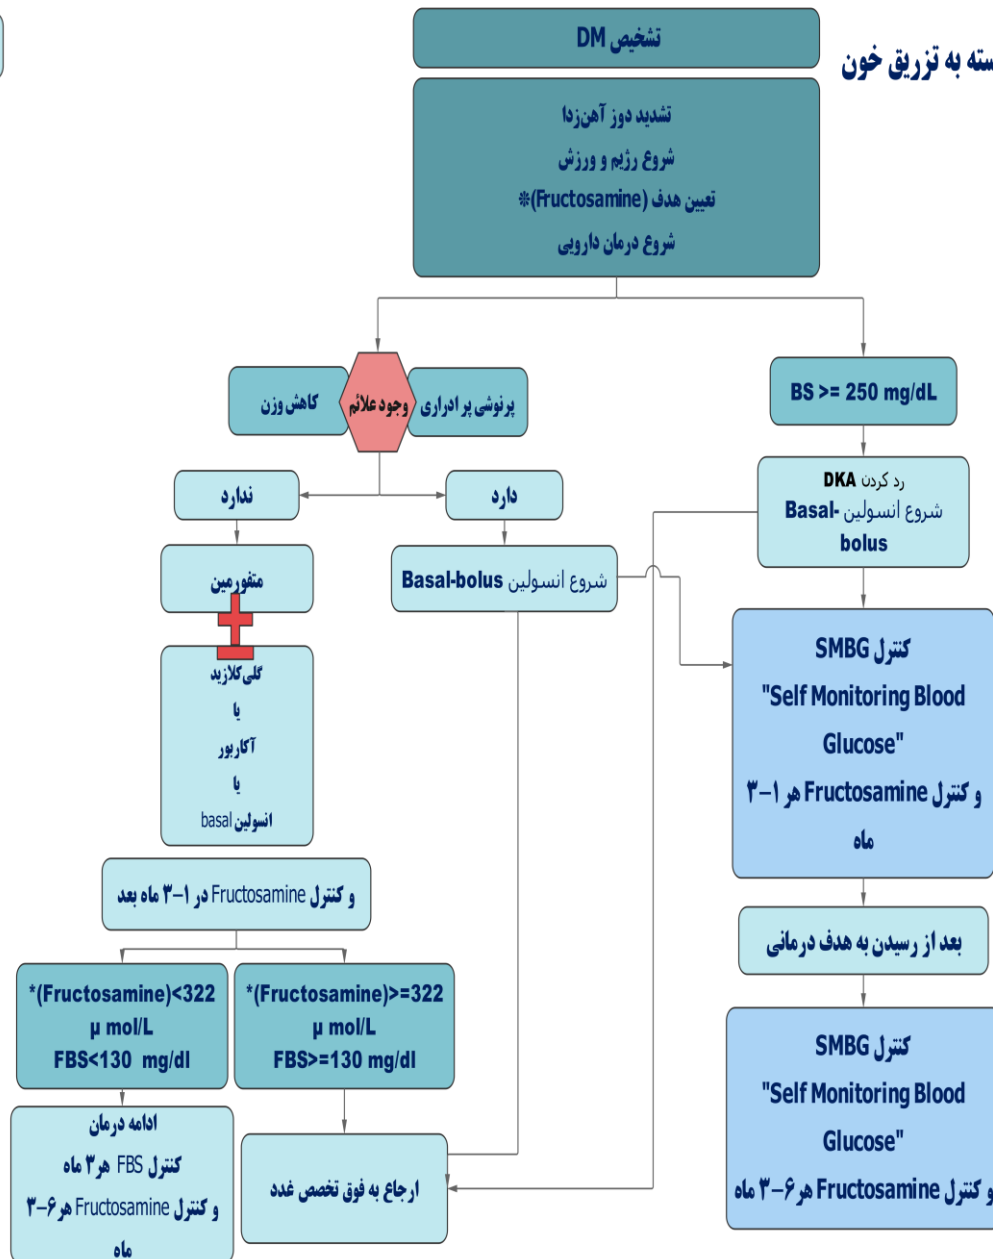 سته به تزریق خون
تشخیص DM
تشدید دوز آهن‌زدا
شروع رژیم و ورزش
تعیین هدف (Fructosamine)*
شروع درمان دارویی
کاهش وزن
وجود علائم
پرنوشی پر ادراری
BS >= 250 mg/dL
ندارد
دارد
رد کردن DKA
شروع انسولین Basal-
bolus
متفورمین
شروع انسولین Basal-bolus
گلی‌کلازید
یا
آکاربور
یا
انسولین basal
کنترل SMBG
"Self Monitoring Blood
Glucose"
و کنترل Fructosamine هر ۱–۳
ماه
و کنترل Fructosamine در ۱–۳ ماه بعد
بعد از رسیدن به هدف درمانی
*(Fructosamine)<322
µ mol/L
FBS<130 mg/dl
*(Fructosamine)>=322
µ mol/L
FBS>=130 mg/dl
کنترل SMBG
"Self Monitoring Blood
Glucose"
و کنترل Fructosamine هر ۶–۳ ماه
ادامه درمان
کنترل FBS هر ۳ ماه
و کنترل Fructosamine هر ۶–۳
ماه
ارجاع به فوق تخصص غدد